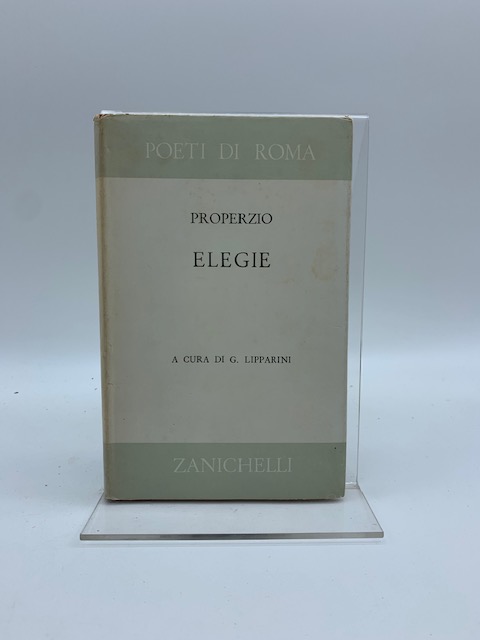 POETI DI ROMA
PROPERZIO
ELEGIE
A CURA DI G. LIPPARINI
ZANICHELLI